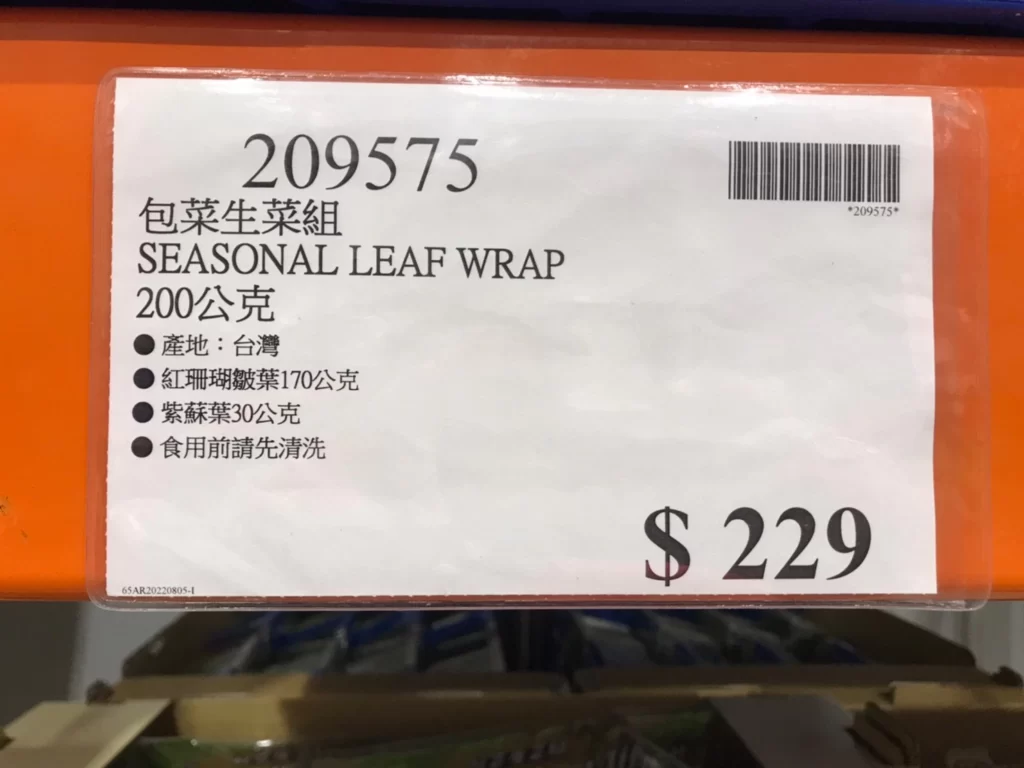 209575
*209575*
包菜生菜組
SEASONAL LEAF WRAP
200公克
● 產地：台灣
● 紅珊瑚皺葉170公克
● 紫蘇葉30公克
● 食用前請先清洗
$ 229
65AR20220805-I